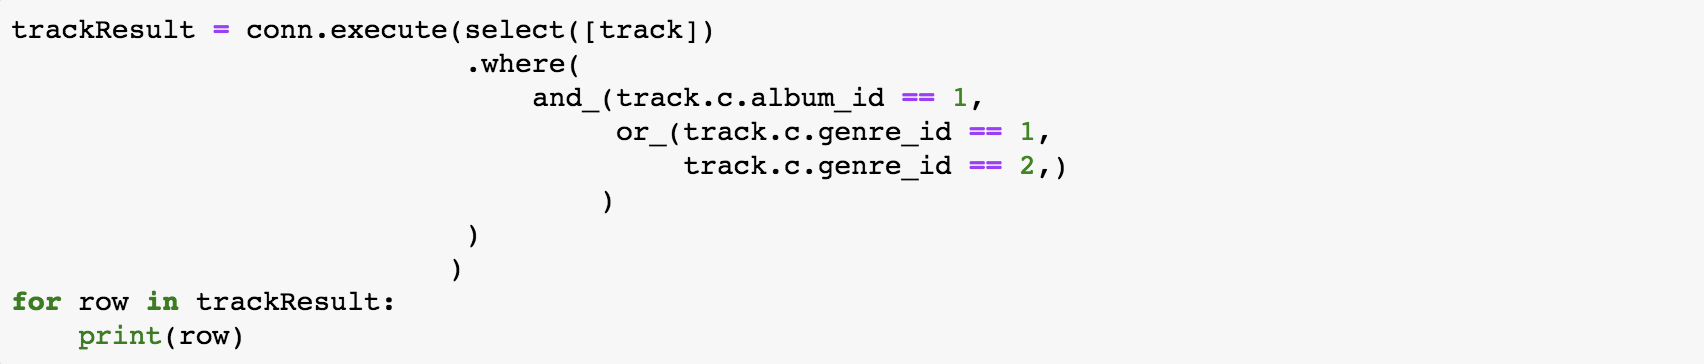 trackResult = conn.execute(select([track])
                           .where(
                               and_(track.c.album_id == 1,
                                    or_(track.c.genre_id == 1,
                                        track.c.genre_id == 2,)
                                   )
                           )
                          )
for row in trackResult:
    print(row)